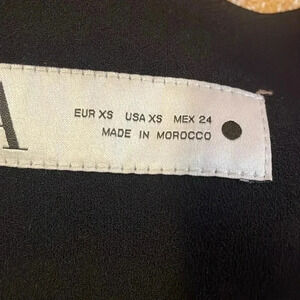 A
EUR XS USA XS MEX 24
MADE IN MOROCCO